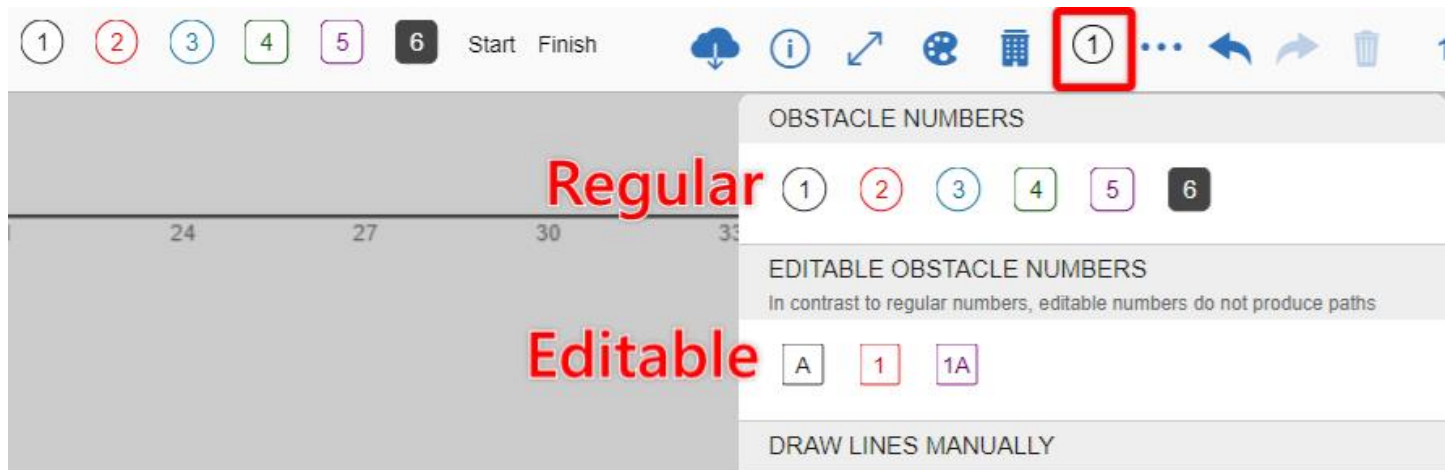 1 2 3 4 5 6 Start Finish i 1
OBSTACLE NUMBERS
Regular 1 2 3 4 5 6
24 27 30 33
EDITABLE OBSTACLE NUMBERS
In contrast to regular numbers, editable numbers do not produce paths
Editable A 1 1A
DRAW LINES MANUALLY